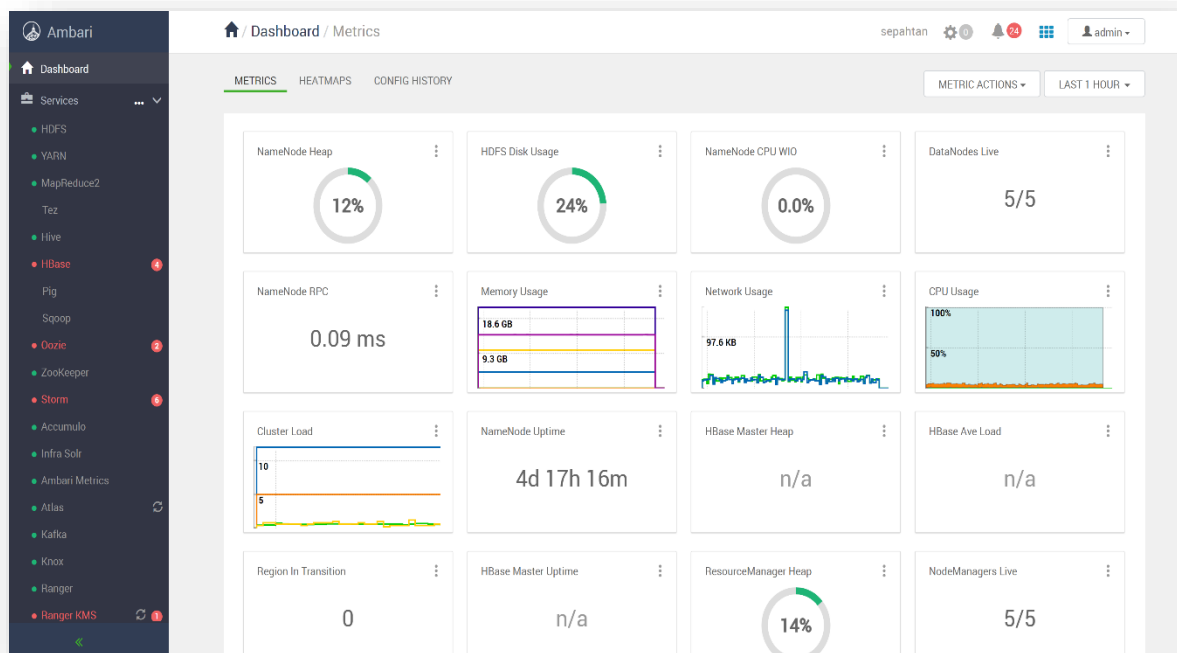 Ambari
/ Dashboard / Metrics
sepahtan
0
24
admin
Dashboard
Services
...
HDFS
YARN
MapReduce2
Tez
Hive
HBase 4
Pig
Sqoop
Oozie 2
ZooKeeper
Storm 6
Accumulo
Infra Solr
Ambari Metrics
Atlas
Kafka
Knox
Ranger
Ranger KMS 1
«
METRICS HEATMAPS CONFIG HISTORY
METRIC ACTIONS LAST 1 HOUR
NameNode Heap
12%
HDFS Disk Usage
24%
NameNode CPU WIO
0.0%
DataNodes Live
5/5
NameNode RPC
0.09 ms
Memory Usage
18.6 GB
9.3 GB
Network Usage
97.6 KB
CPU Usage
100%
50%
Cluster Load
10
5
NameNode Uptime
4d 17h 16m
HBase Master Heap
n/a
HBase Ave Load
n/a
Region In Transition
0
HBase Master Uptime
n/a
ResourceManager Heap
14%
NodeManagers Live
5/5